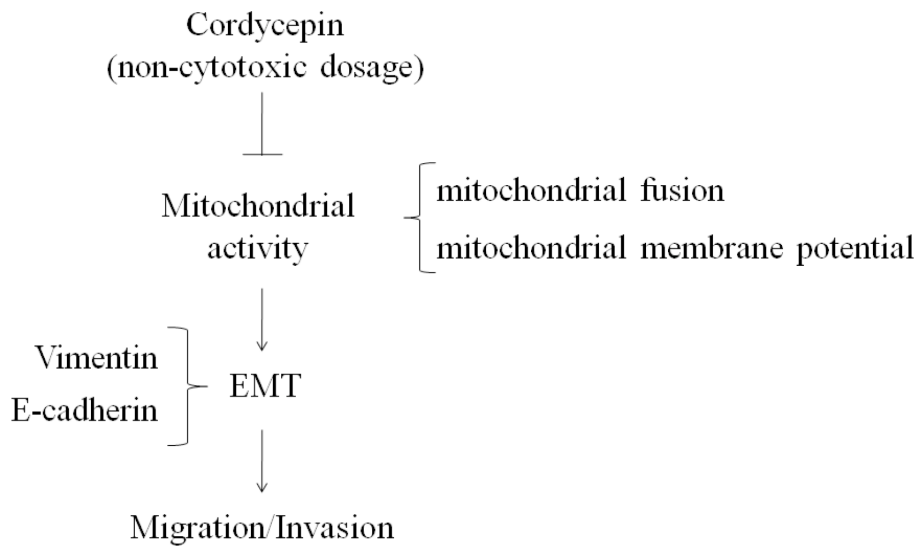 Cordycepin
(non-cytotoxic dosage)
Mitochondrial
activity
mitochondrial fusion
mitochondrial membrane potential
Vimentin
E-cadherin
EMT
Migration/Invasion